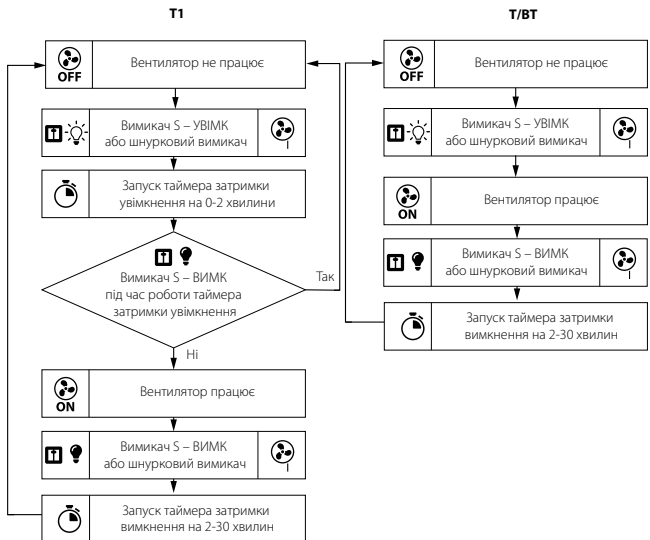 T1
OFF
Вентилятор не працює
Вимикач S – УВІМК
або шнурковий вимикач
Запуск таймера затримки
увімкнення на 0-2 хвилини
Вимикач S – ВИМК
під час роботи таймера
затримки увімкнення
Так
Ні
ON
Вентилятор працює
Вимикач S – ВИМК
або шнурковий вимикач
Запуск таймера затримки
вимкнення на 2-30 хвилин
T/BT
OFF
Вентилятор не працює
Вимикач S – УВІМК
або шнурковий вимикач
ON
Вентилятор працює
Вимикач S – ВИМК
або шнурковий вимикач
Запуск таймера затримки
вимкнення на 2-30 хвилин